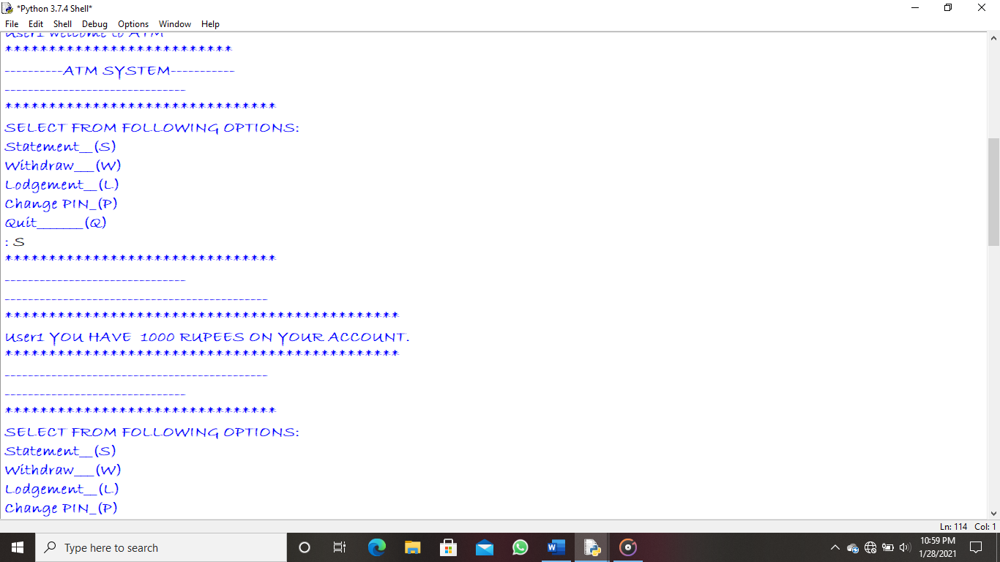 *Python 3.7.4 Shell*
File Edit Shell Debug Options Window Help
User1 welcome to ATM
**************************
----------ATM SYSTEM-----------
-------------------------------
*******************************
SELECT FROM FOLLOWING OPTIONS:
Statement__(S)
Withdraw___(W)
Lodgement__(L)
Change PIN_(P)
Quit_______(Q)
: S
*******************************
-------------------------------
---------------------------------------------
*********************************************
User1 YOU HAVE  1000 RUPEES ON YOUR ACCOUNT.
*********************************************
---------------------------------------------
-------------------------------
*******************************
SELECT FROM FOLLOWING OPTIONS:
Statement__(S)
Withdraw___(W)
Lodgement__(L)
Change PIN_(P)
Ln: 114 Col: 1
Type here to search
10:59 PM
1/28/2021